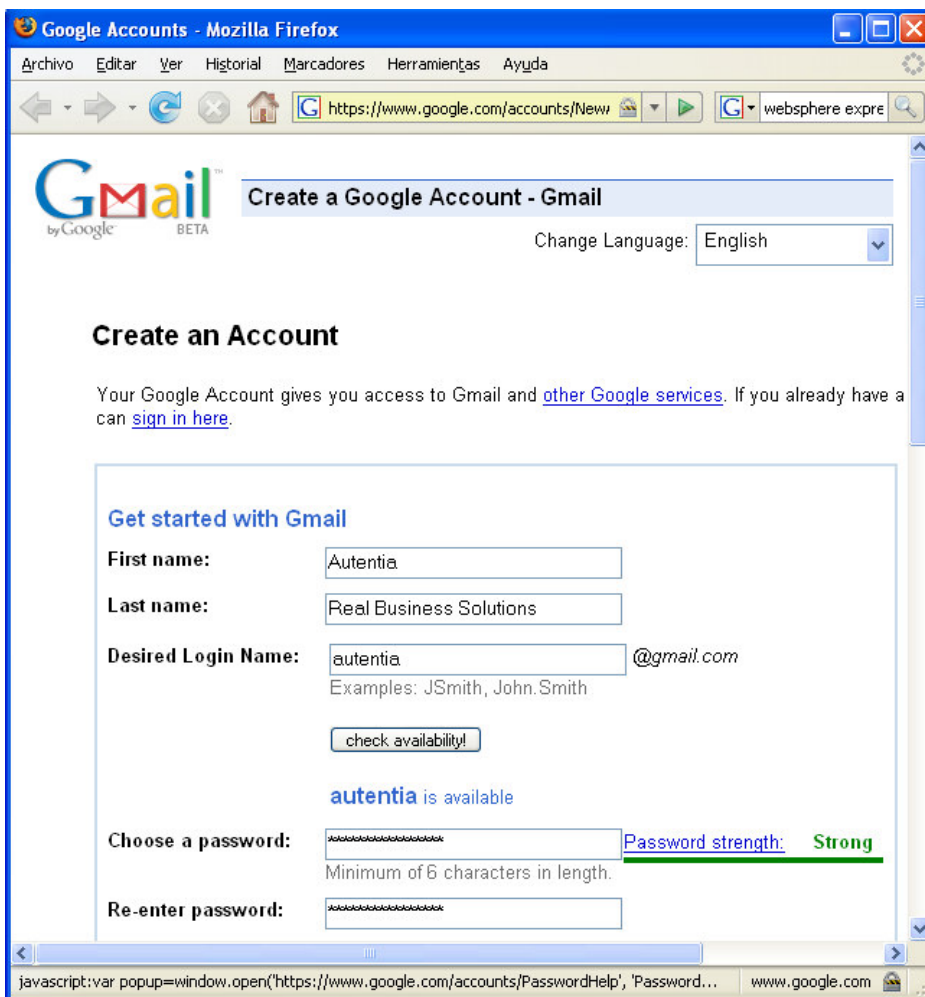 Google Accounts - Mozilla Firefox
Archivo Editar Ver Historial Marcadores Herramientas Ayuda
G https://www.google.com/accounts/New G websphere expre
Gmail™
by Google BETA
Create a Google Account - Gmail
Change Language: English
Create an Account
Your Google Account gives you access to Gmail and other Google services. If you already have a
can sign in here.
Get started with Gmail
First name: Autentia
Last name: Real Business Solutions
Desired Login Name: autentia @gmail.com
Examples: JSmith, John.Smith
check availability!
autentia is available
Choose a password: ****************** Password strength: Strong
Minimum of 6 characters in length.
Re-enter password: ******************
javascript:var popup=window.open('https://www.google.com/accounts/PasswordHelp', 'Password... www.google.com